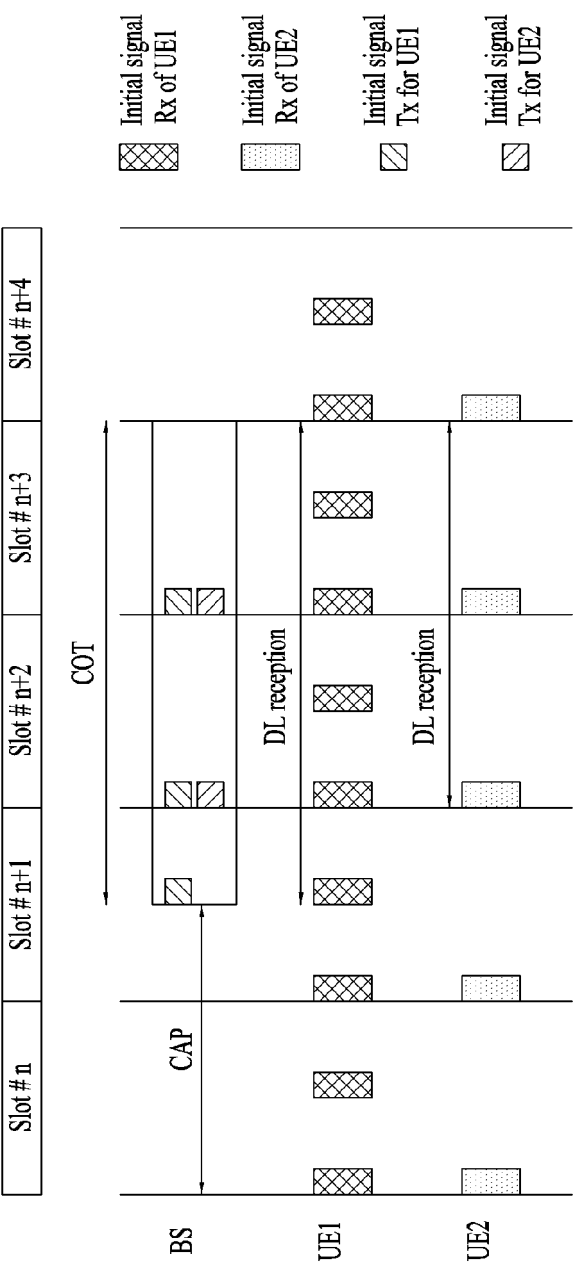 Slot # n
Slot # n+1
Slot # n+2
Slot # n+3
Slot # n+4
COT
BS
CAP
UE1
DL reception
UE2
DL reception
Initial signal
Rx of UE1
Initial signal
Rx of UE2
Initial signal
Tx for UE1
Initial signal
Tx for UE2